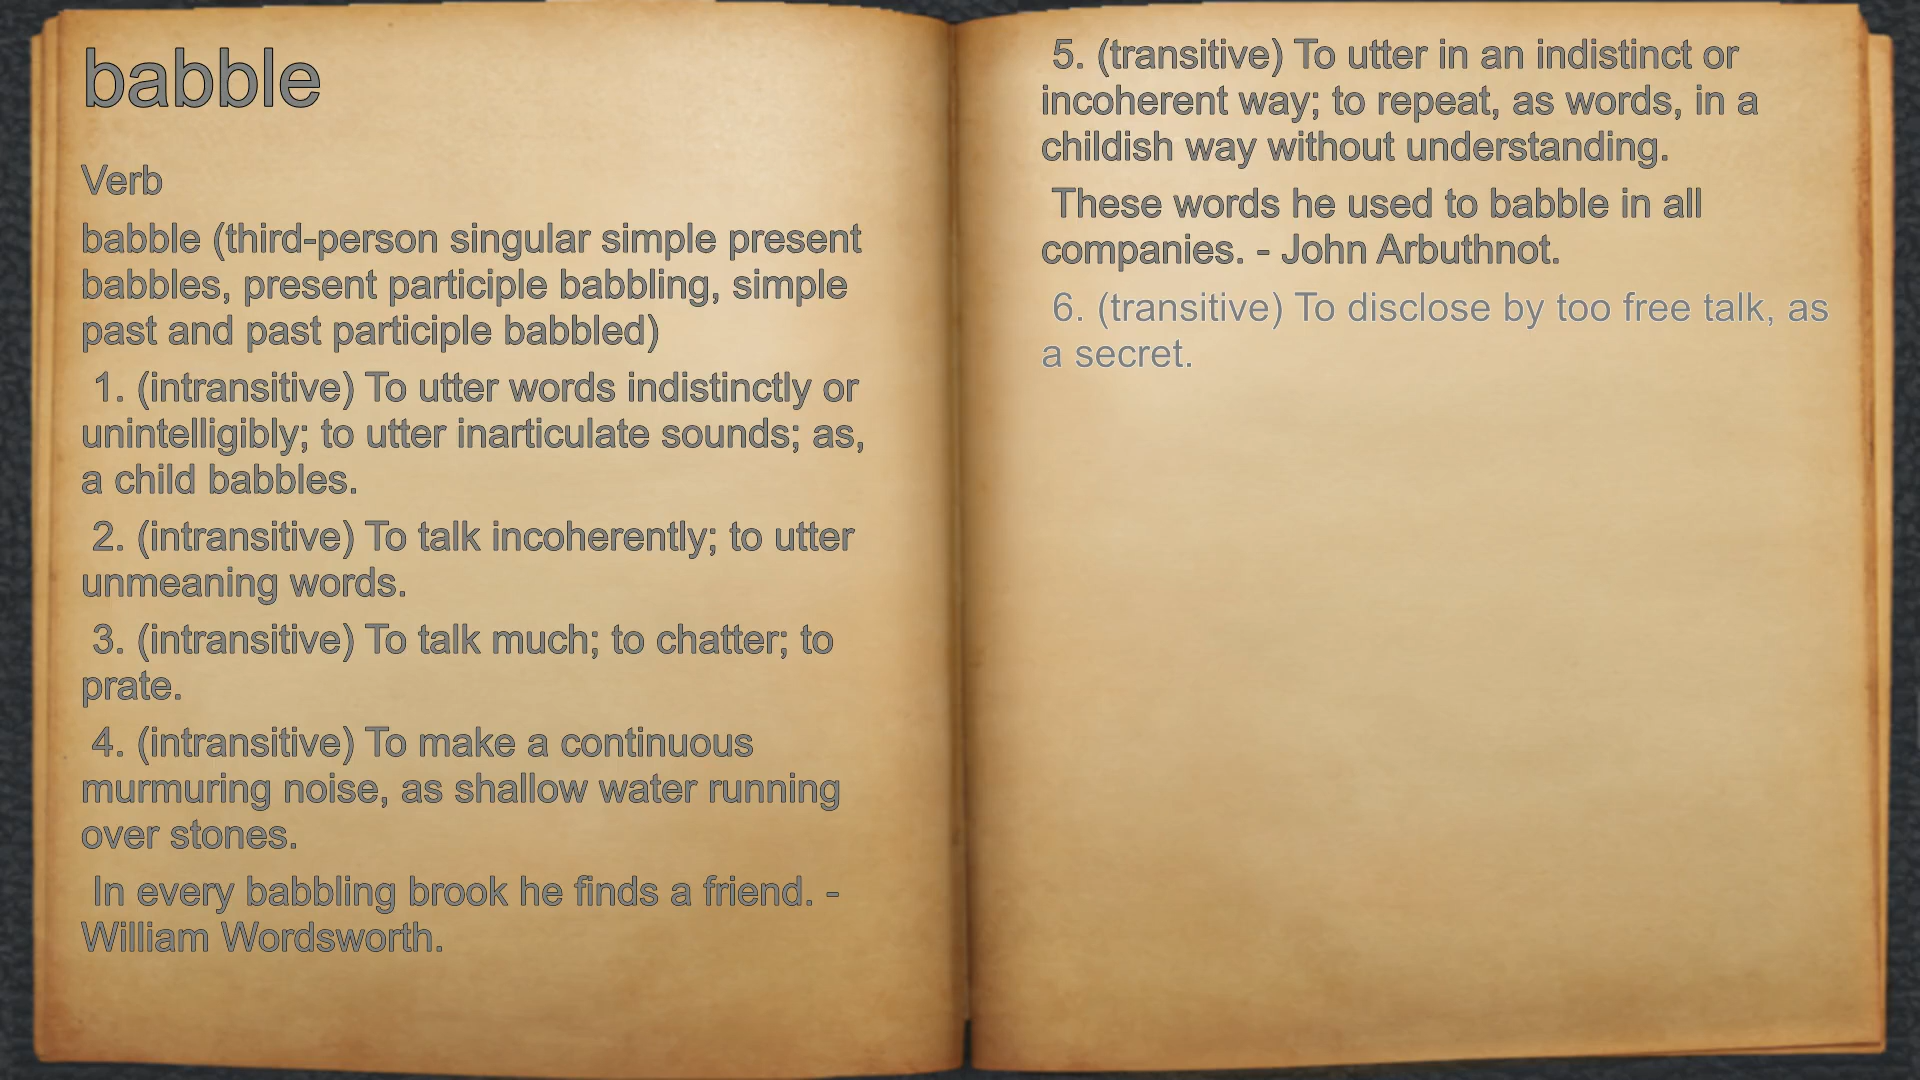 babble
Verb
babble (third-person singular simple present
babbles, present participle babbling, simple
past and past participle babbled)
1. (intransitive) To utter words indistinctly or
unintelligibly; to utter inarticulate sounds; as,
a child babbles.
2. (intransitive) To talk incoherently; to utter
unmeaning words.
3. (intransitive) To talk much; to chatter; to
prate.
4. (intransitive) To make a continuous
murmuring noise, as shallow water running
over stones.
In every babbling brook he finds a friend. -
William Wordsworth.
5. (transitive) To utter in an indistinct or
incoherent way; to repeat, as words, in a
childish way without understanding.
These words he used to babble in all
companies. - John Arbuthnot.
6. (transitive) To disclose by too free talk, as
a secret.